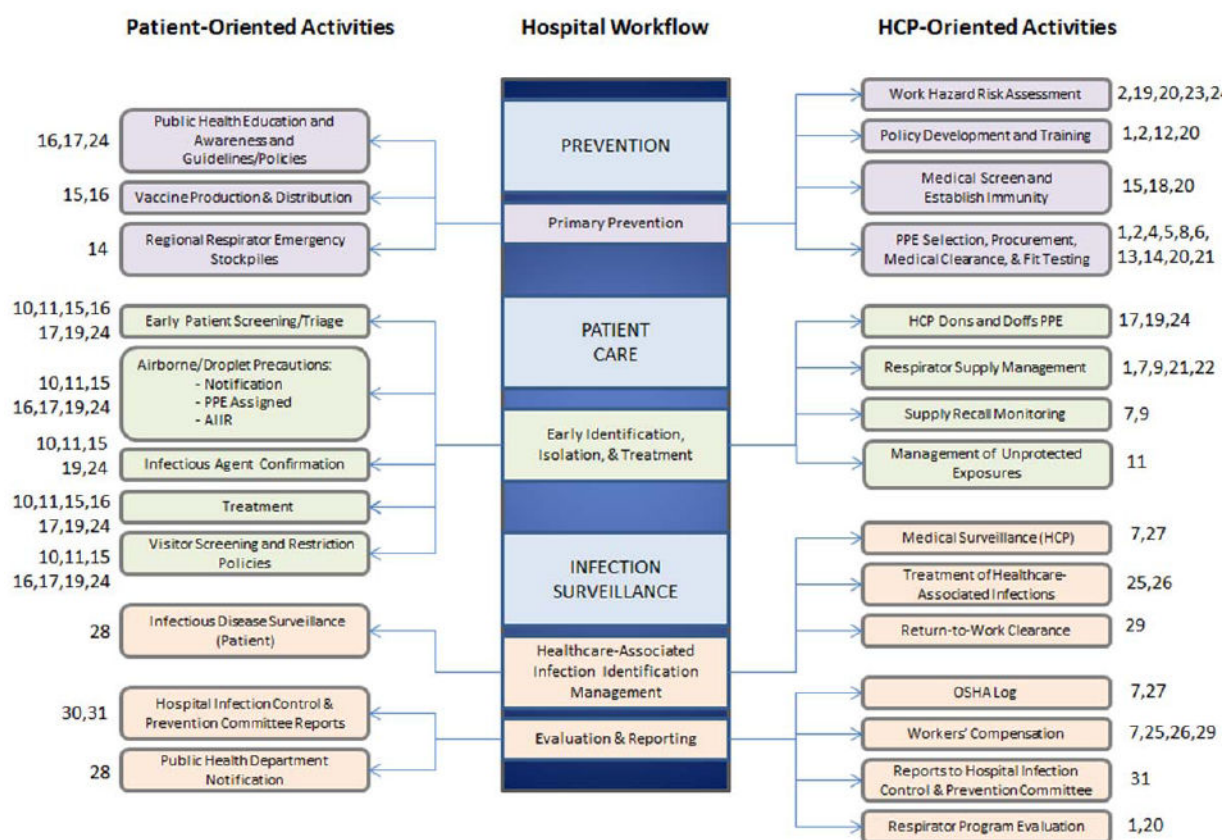 Patient-Oriented Activities
Hospital Workflow
HCP-Oriented Activities
16,17,24
Public Health Education and
Awareness and
Guidelines/Policies
15,16
Vaccine Production & Distribution
14
Regional Respirator Emergency
Stockpiles
10,11,15,16
17,19,24
Early Patient Screening/Triage
10,11,15
16,17,19,24
Airborne/Droplet Precautions:
- Notification
- PPE Assigned
- AIIR
10,11,15
19,24
Infectious Agent Confirmation
10,11,15,16
17,19,24
Treatment
10,11,15
16,17,19,24
Visitor Screening and Restriction
Policies
28
Infectious Disease Surveillance
(Patient)
30,31
Hospital Infection Control &
Prevention Committee Reports
28
Public Health Department
Notification
PREVENTION
Primary Prevention
PATIENT
CARE
Early Identification,
Isolation, & Treatment
INFECTION
SURVEILLANCE
Healthcare-Associated
Infection Identification
Management
Evaluation & Reporting
Work Hazard Risk Assessment
2,19,20,23,2
Policy Development and Training
1,2,12,20
Medical Screen and
Establish Immunity
15,18,20
PPE Selection, Procurement,
Medical Clearance, & Fit Testing
1,2,4,5,8,6,
13,14,20,21
HCP Dons and Doffs PPE
17,19,24
Respirator Supply Management
1,7,9,21,22
Supply Recall Monitoring
7,9
Management of Unprotected
Exposures
11
Medical Surveillance (HCP)
7,27
Treatment of Healthcare-
Associated Infections
25,26
Return-to-Work Clearance
29
OSHA Log
7,27
Workers' Compensation
7,25,26,29
Reports to Hospital Infection
Control & Prevention Committee
31
Respirator Program Evaluation
1,20